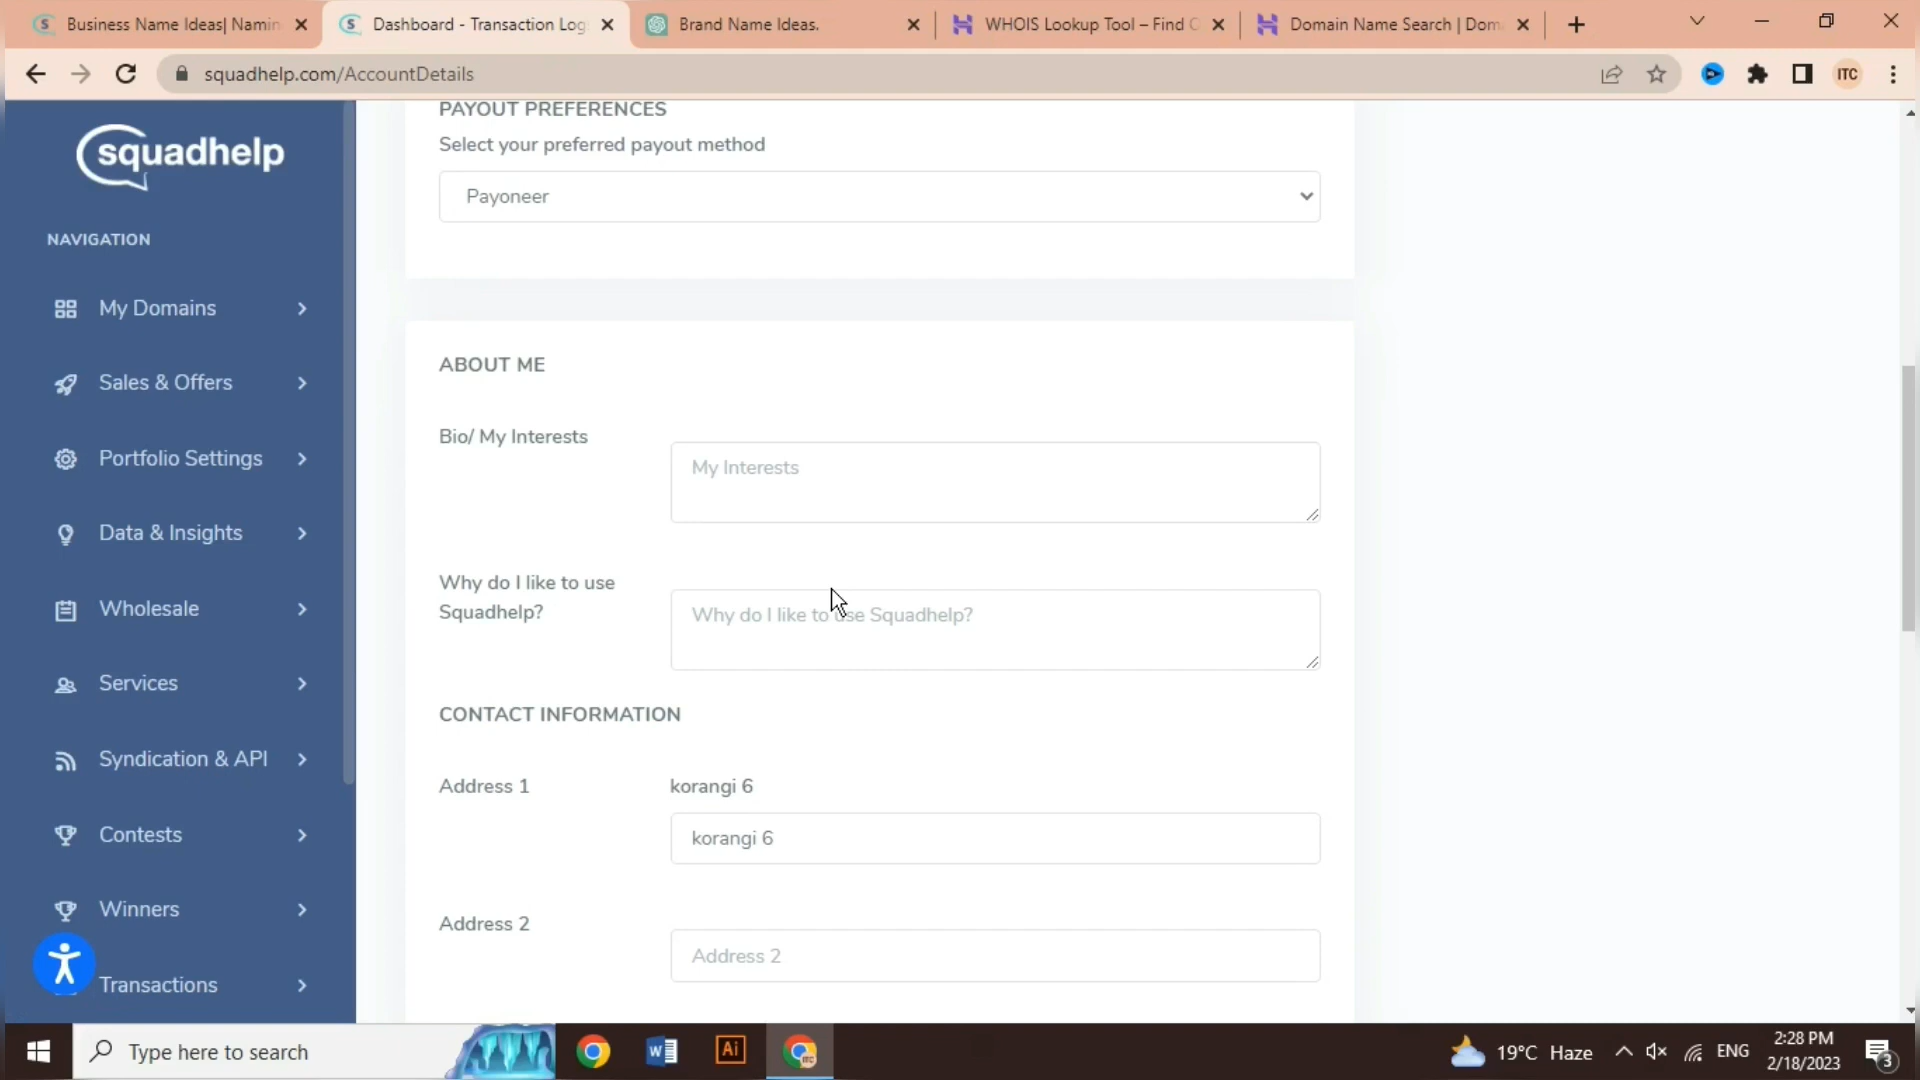 Business Name Ideas| Namin
Dashboard - Transaction Log
Brand Name Ideas.
WHOIS Lookup Tool – Find O
Domain Name Search | Dom
squadhelp.com/AccountDetails
ITC
squadhelp
NAVIGATION
My Domains
Sales & Offers
Portfolio Settings
Data & Insights
Wholesale
Services
Syndication & API
Contests
Winners
Transactions
PAYOUT PREFERENCES
Select your preferred payout method
Payoneer
ABOUT ME
Bio/ My Interests
My Interests
Why do I like to use
Squadhelp?
Why do I like to use Squadhelp?
CONTACT INFORMATION
Address 1
korangi 6
korangi 6
Address 2
Address 2
Type here to search
W
Ai
19°C Haze
ENG
2:28 PM
2/18/2023
3